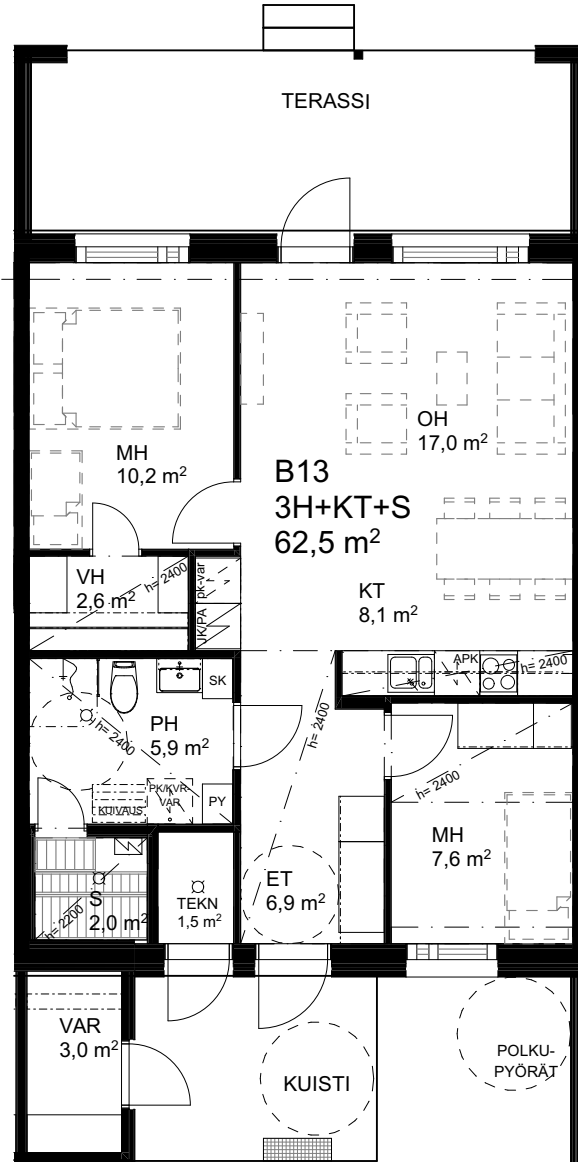 TERASSI
OH
17,0 m²
MH
10,2 m²
B13
3H+KT+S
62,5 m²
VH
2,6 m²
h= 2400
pk-var
JK/PA
KT
8,1 m²
APK
h= 2400
SK
PH
5,9 m²
h= 2400
h= 2400
h= 2400
KUIVAUS
PK/KVR-
VAR
PY
MH
7,6 m²
S
2,0 m²
h= 2200
TEKN
1,5 m²
ET
6,9 m²
VAR
3,0 m²
KUISTI
POLKU-
PYÖRÄT